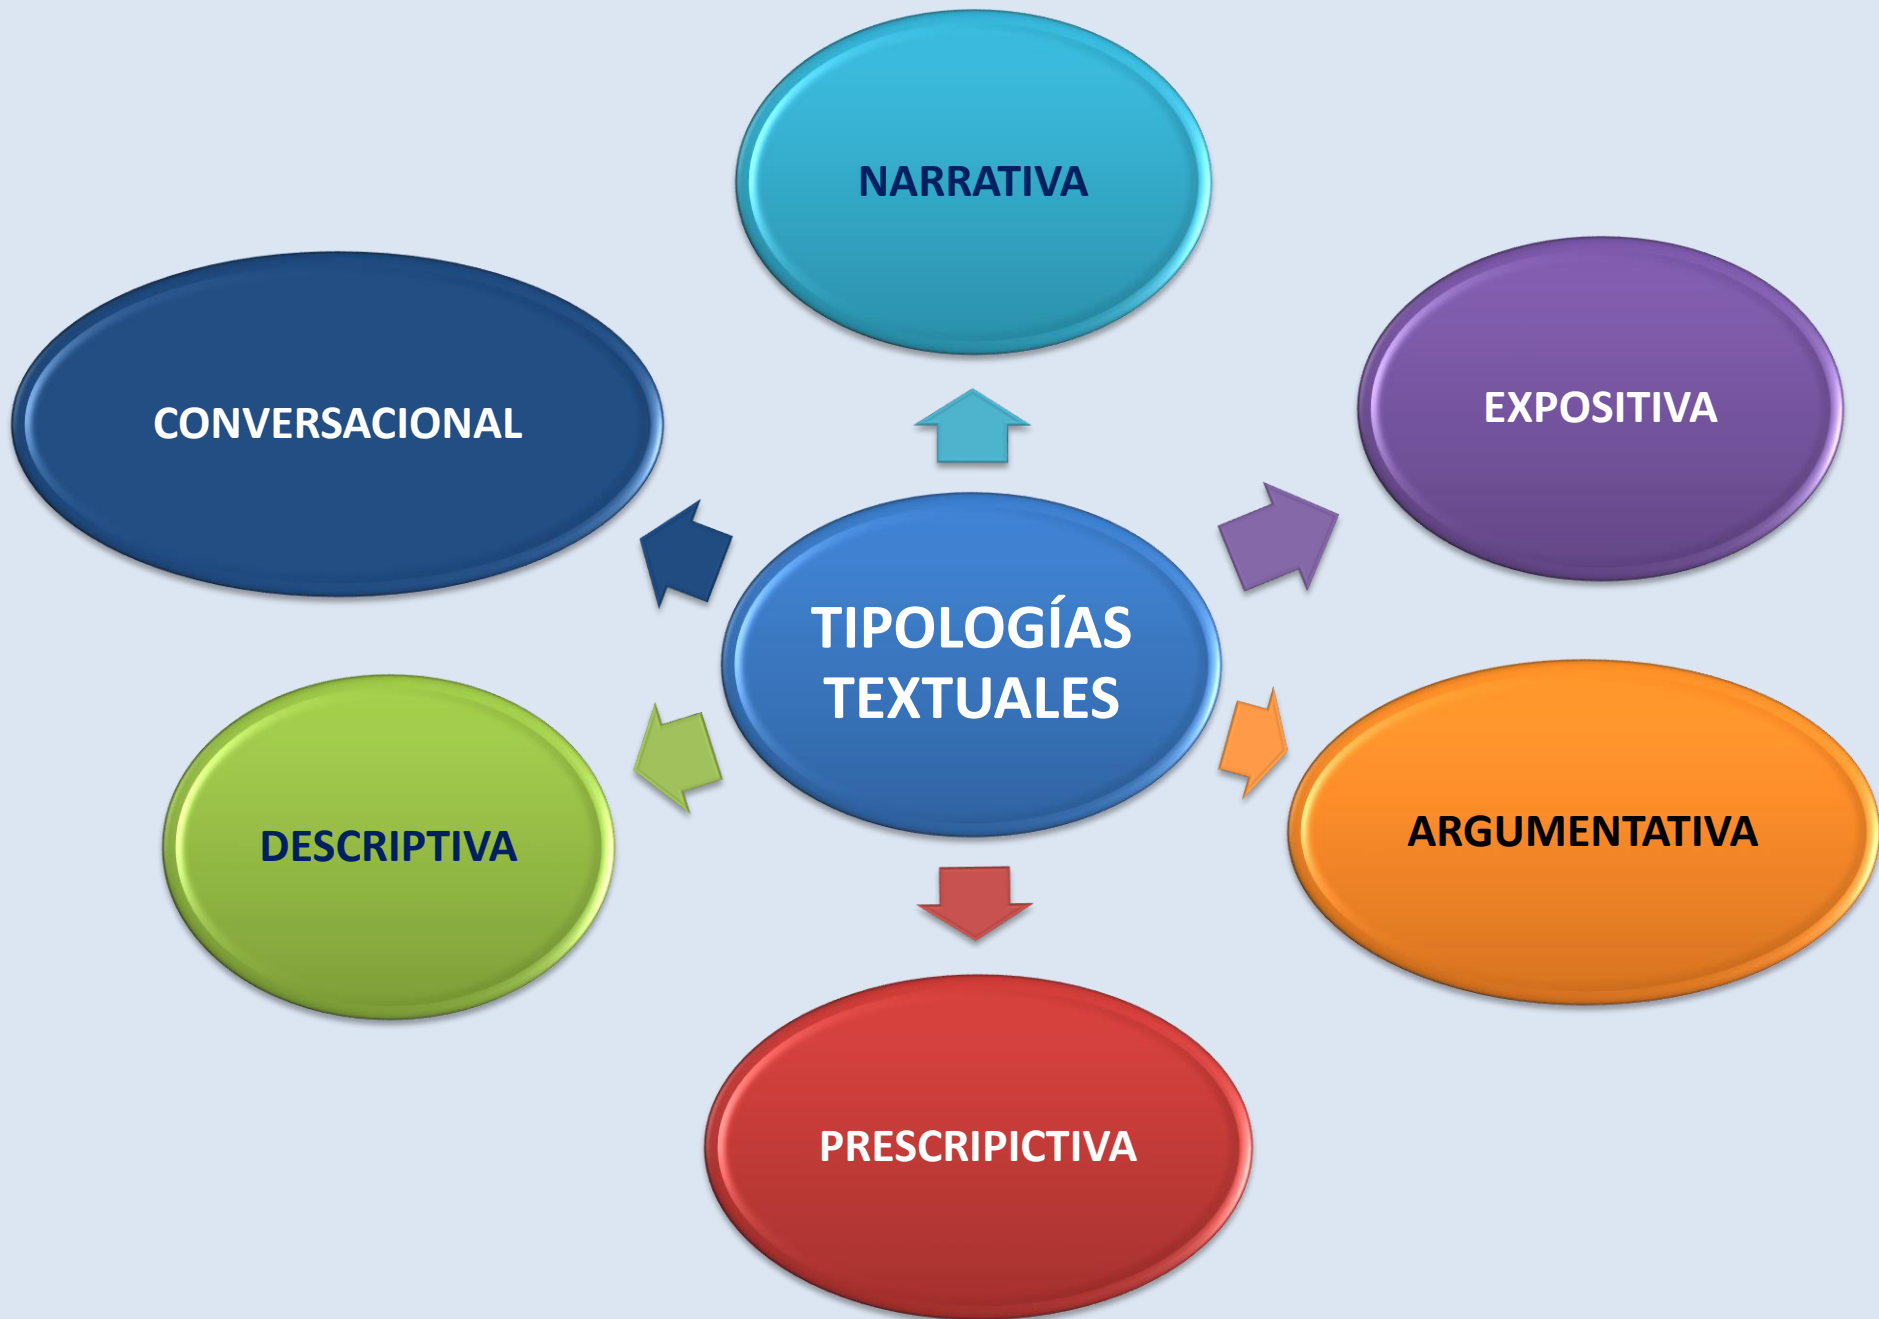 NARRATIVA
CONVERSACIONAL
EXPOSITIVA
TIPOLOGÍAS
TEXTUALES
DESCRIPTIVA
ARGUMENTATIVA
PRESCRIPICTIVA